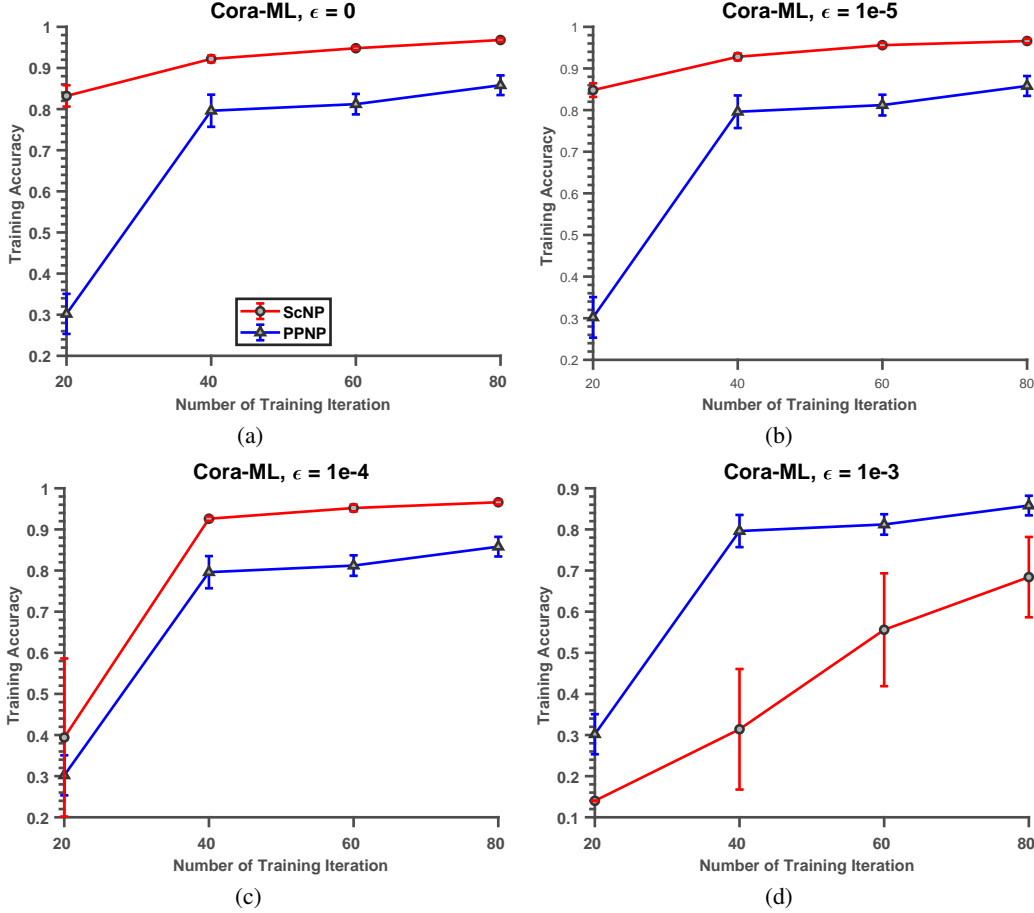 Cora-ML, ϵ = 0
1
0.9
0.8
0.7
0.6
0.5
0.4
0.3
0.2
Training Accuracy
ScNP
PPNP
20 40 60 80
Number of Training Iteration
(a)
Cora-ML, ϵ = 1e-5
1
0.9
0.8
0.7
0.6
0.5
0.4
0.3
0.2
Training Accuracy
20 40 60 80
Number of Training Iteration
(b)
Cora-ML, ϵ = 1e-4
1
0.9
0.8
0.7
0.6
0.5
0.4
0.3
0.2
Training Accuracy
20 40 60 80
Number of Training Iteration
(c)
Cora-ML, ϵ = 1e-3
0.9
0.8
0.7
0.6
0.5
0.4
0.3
0.2
0.1
Training Accuracy
20 40 60 80
Number of Training Iteration
(d)